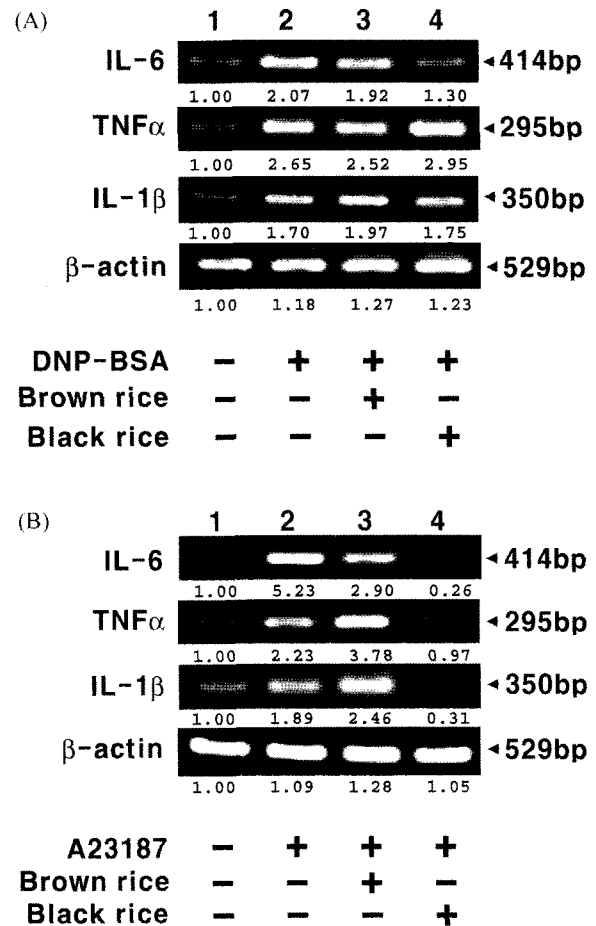 (A) 1 2 3 4
IL-6 ◄414bp
1.00 2.07 1.92 1.30
TNFα ◄295bp
1.00 2.65 2.52 2.95
IL-1β ◄350bp
1.00 1.70 1.97 1.75
β-actin ◄529bp
1.00 1.18 1.27 1.23
DNP-BSA − + + +
Brown rice − − + −
Black rice − − − +
(B) 1 2 3 4
IL-6 ◄414bp
1.00 5.23 2.90 0.26
TNFα ◄295bp
1.00 2.23 3.78 0.97
IL-1β ◄350bp
1.00 1.89 2.46 0.31
β-actin ◄529bp
1.00 1.09 1.28 1.05
A23187 − + + +
Brown rice − − + −
Black rice − − − +